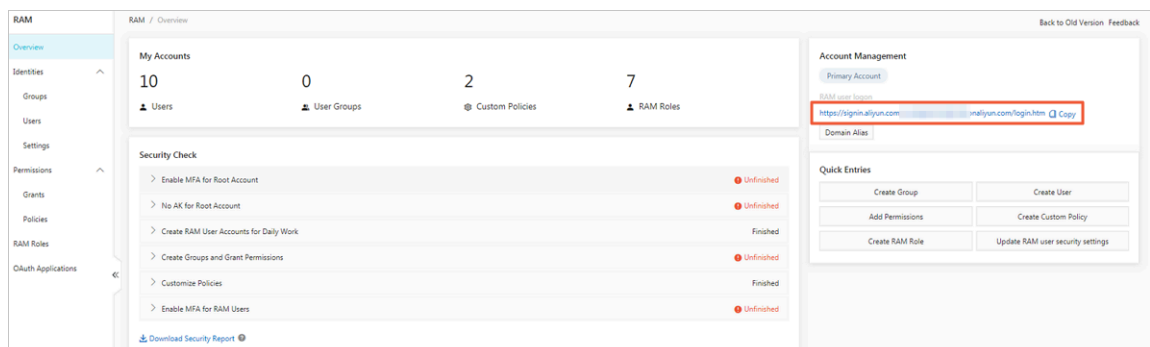 RAM
Overview
Identities
Groups
Users
Settings
Permissions
Grants
Policies
RAM Roles
OAuth Applications
RAM / Overview
Back to Old Version Feedback
My Accounts
10
Users
0
User Groups
2
Custom Policies
7
RAM Roles
Security Check
Enable MFA for Root Account Unfinished
No AK for Root Account Unfinished
Create RAM User Accounts for Daily Work Finished
Create Groups and Grant Permissions Unfinished
Customize Policies Finished
Enable MFA for RAM Users Unfinished
Download Security Report
Account Management
Primary Account
RAM user logon
https://signin.aliyun.com naliyun.com/login.htm Copy
Domain Alias
Quick Entries
Create Group Create User
Add Permissions Create Custom Policy
Create RAM Role Update RAM user security settings